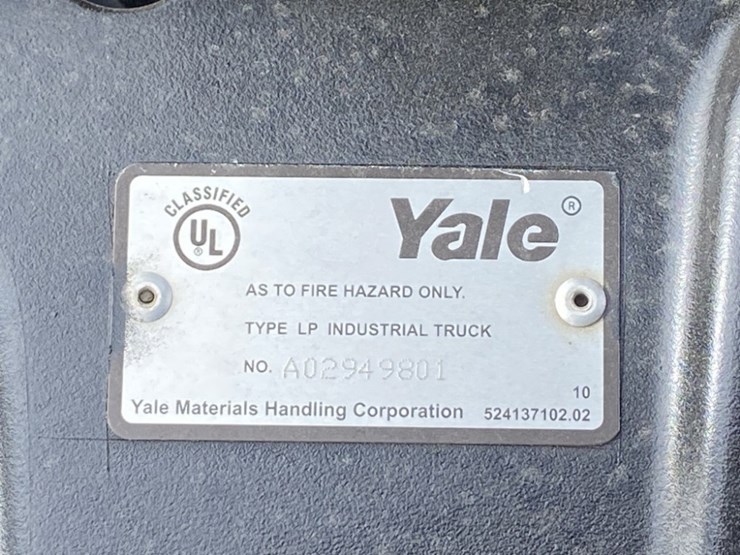 CLASSIFIED
UL
®
Yale®
AS TO FIRE HAZARD ONLY.
TYPE LP INDUSTRIAL TRUCK
NO. A02949801
10
Yale Materials Handling Corporation 524137102.02